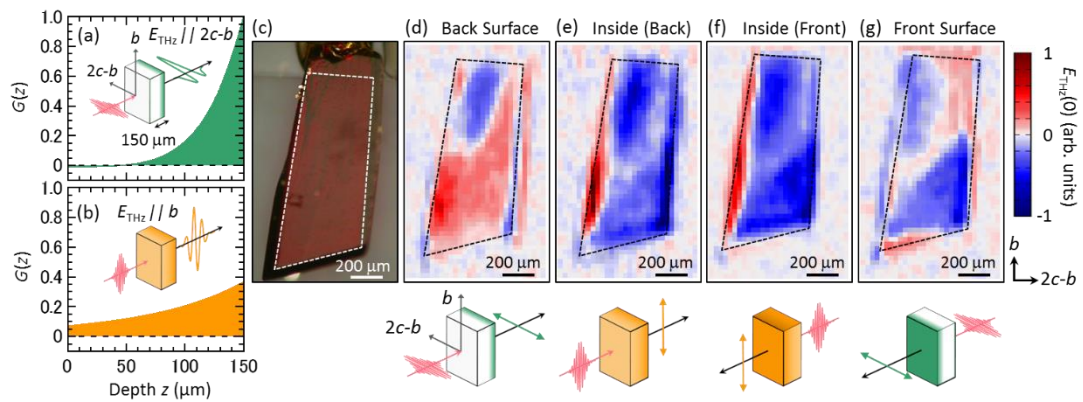 (a) E_THz // 2c-b
b
2c-b
150 μm
G(z)
1.0
0.8
0.6
0.4
0.2
0
(b) E_THz // b
G(z)
1.0
0.8
0.6
0.4
0.2
0
0 50 100 150
Depth z (μm)
(c)
200 μm
(d) Back Surface
200 μm
(e) Inside (Back)
200 μm
(f) Inside (Front)
200 μm
(g) Front Surface
200 μm
1
0
-1
E_THz(0) (arb. units)
b
2c-b
b
2c-b